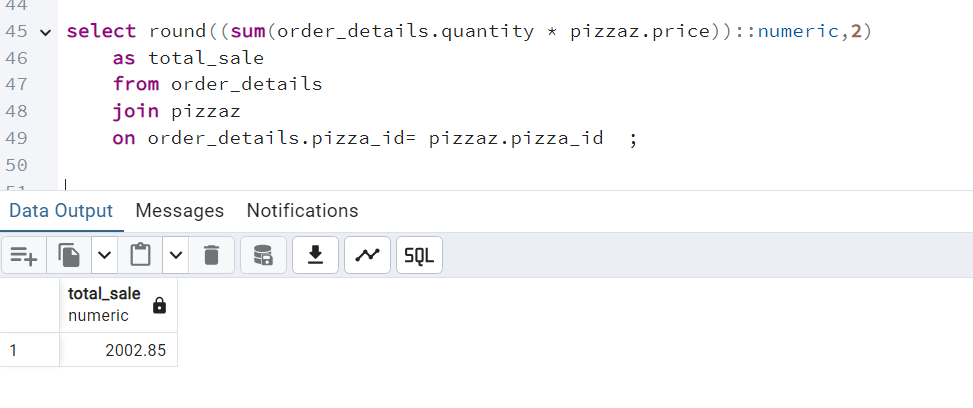 44
45 select round((sum(order_details.quantity * pizzaz.price))::numeric,2)
46 as total_sale
47 from order_details
48 join pizzaz
49 on order_details.pizza_id= pizzaz.pizza_id ;
50
51
Data Output Messages Notifications
SQL
total_sale
numeric
1 2002.85